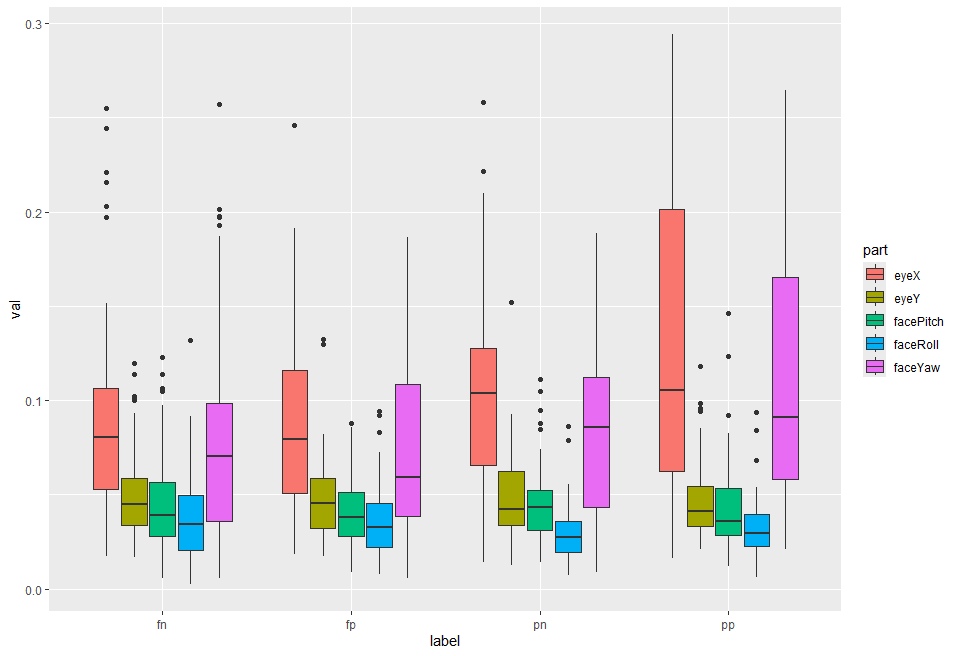 0.3
0.2
0.1
0.0
val
fn
fp
pn
pp
label
part
eyeX
eyeY
facePitch
faceRoll
faceYaw